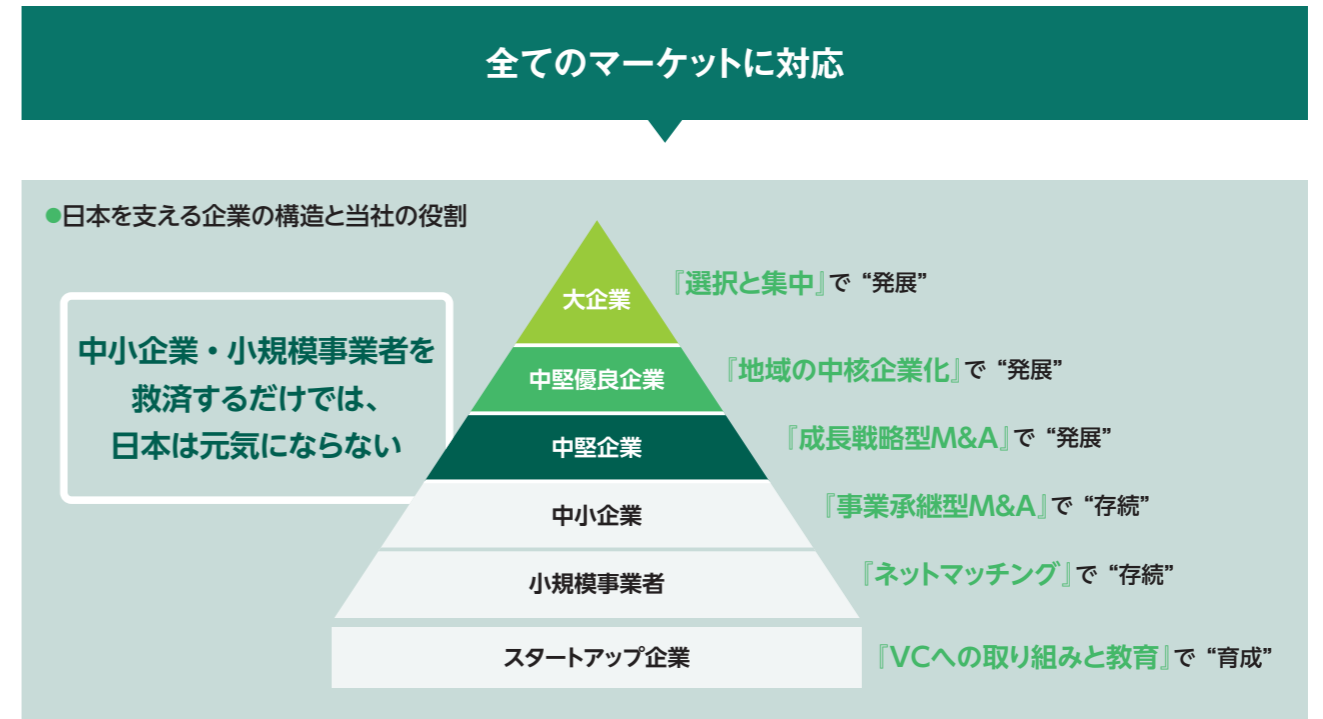 全てのマーケットに対応
●日本を支える企業の構造と当社の役割
中小企業・小規模事業者を
救済するだけでは、
日本は元気にならない
大企業
『選択と集中』で “発展”
中堅優良企業
『地域の中核企業化』で “発展”
中堅企業
『成長戦略型M&A』で “発展”
中小企業
『事業承継型M&A』で “存続”
小規模事業者
『ネットマッチング』で “存続”
スタートアップ企業
『VCへの取り組みと教育』で “育成”